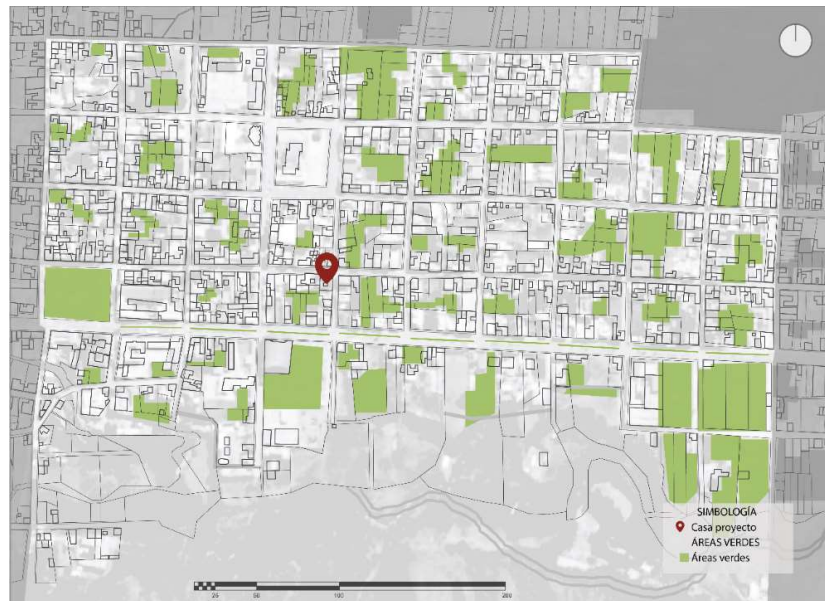 SIMBOLOGÍA
Casa proyecto
ÁREAS VERDES
Áreas verdes
25 50 100 200